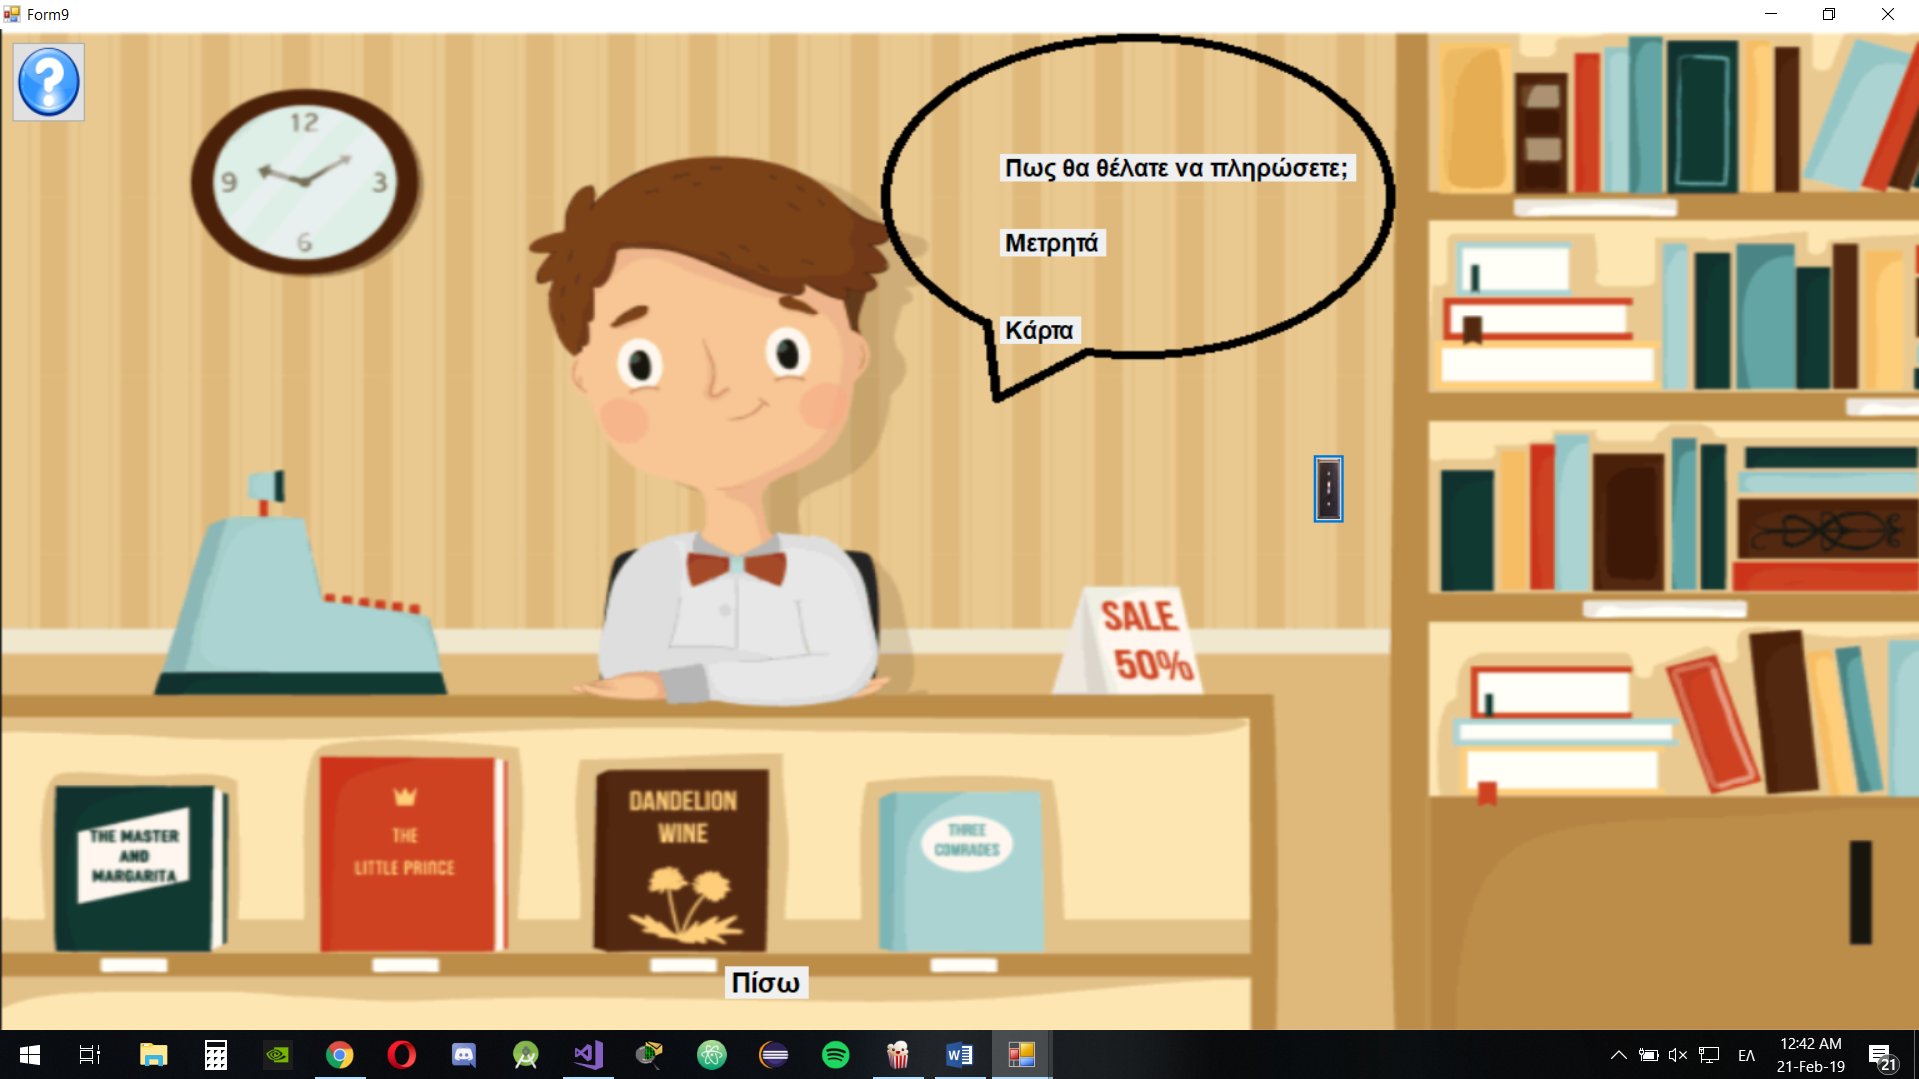 Form9
12
9
3
6
Πως θα θέλατε να πληρώσετε;
Μετρητά
Κάρτα
SALE
50%
THE MASTER
AND
MARGARITA
THE
LITTLE PRINCE
DANDELION
WINE
THREE
COMRADES
Πίσω
ΕΛ
12:42 AM
21-Feb-19
21